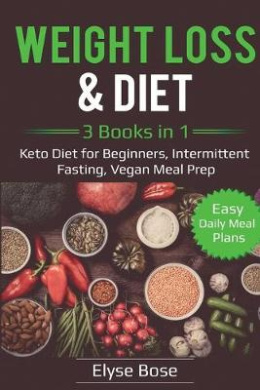 WEIGHT LOSS
& DIET
3 Books in 1
Keto Diet for Beginners, Intermittent
Fasting, Vegan Meal Prep
Easy
Daily Meal
Plans
Elyse Bose